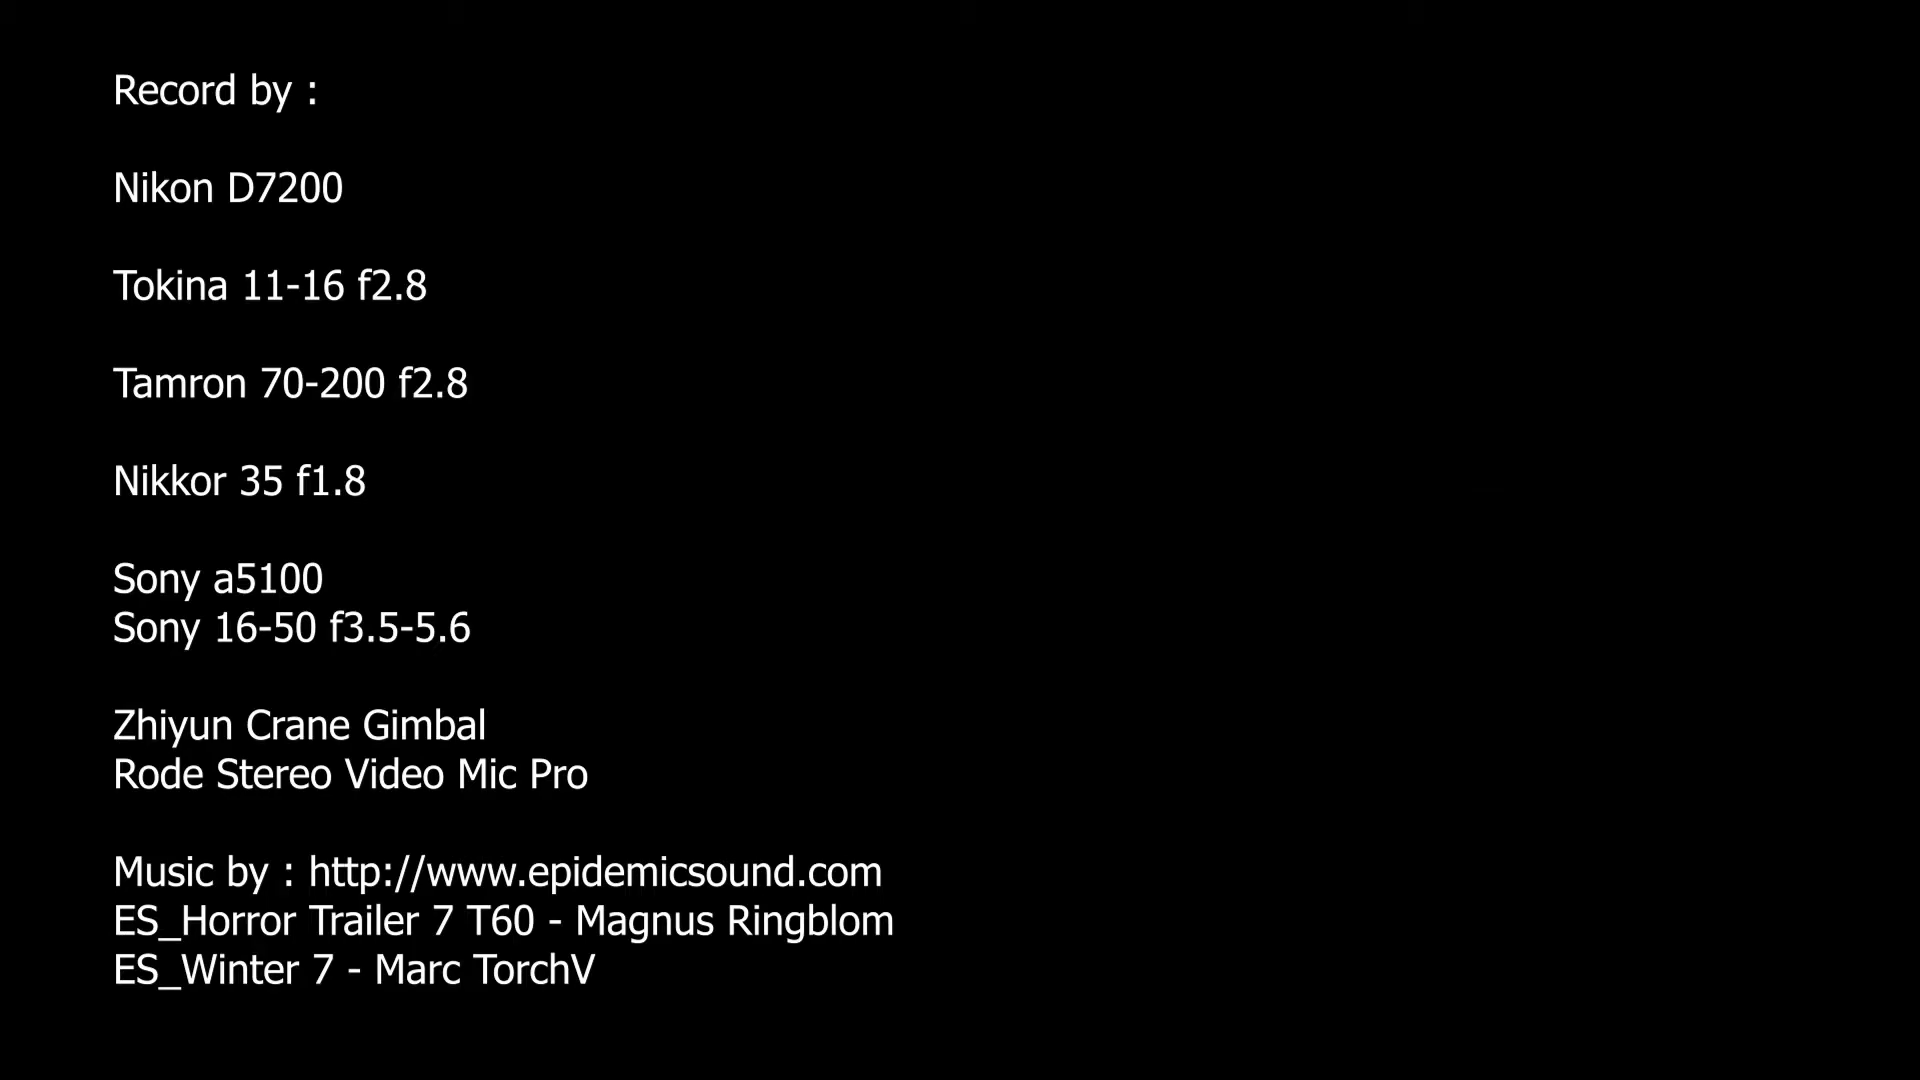 Record by :
Nikon D7200
Tokina 11-16 f2.8
Tamron 70-200 f2.8
Nikkor 35 f1.8
Sony a5100
Sony 16-50 f3.5-5.6
Zhiyun Crane Gimbal
Rode Stereo Video Mic Pro
Music by : http://www.epidemicsound.com
ES_Horror Trailer 7 T60 - Magnus Ringblom
ES_Winter 7 - Marc TorchV